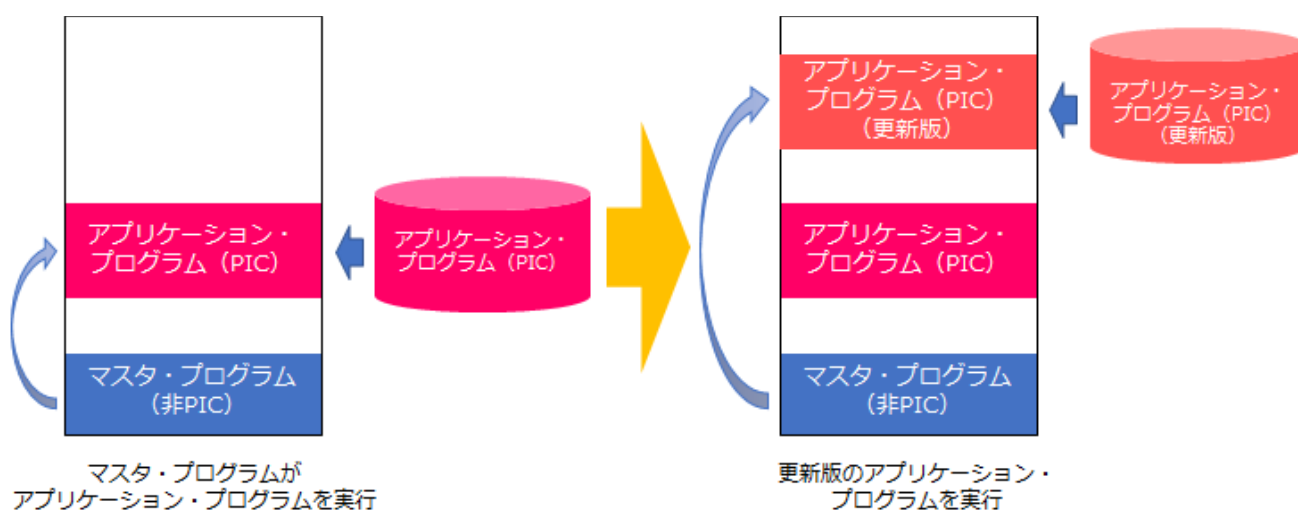 アプリケーション・
プログラム（PIC）
マスタ・プログラム
（非PIC）
アプリケーション・
プログラム（PIC）
マスタ・プログラムが
アプリケーション・プログラムを実行
アプリケーション・
プログラム（PIC）
（更新版）
アプリケーション・
プログラム（PIC）
マスタ・プログラム
（非PIC）
アプリケーション・
プログラム（PIC）
（更新版）
更新版のアプリケーション・
プログラムを実行